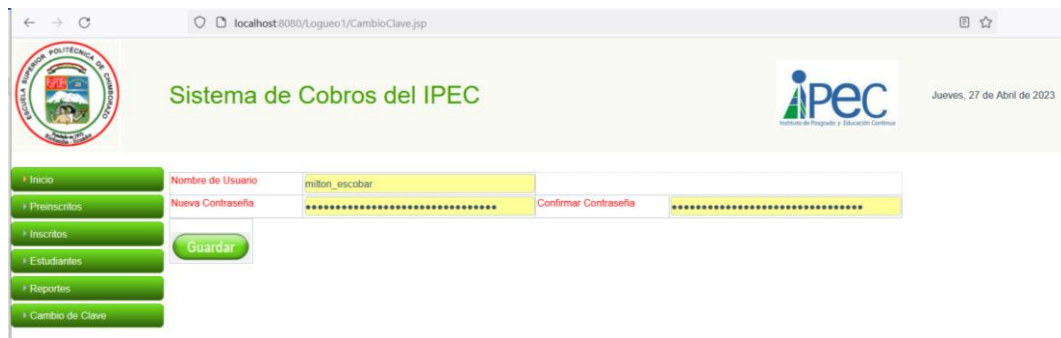 localhost:8080/Logueo1/CambioClave.jsp
ESCUELA SUPERIOR POLITÉCNICA DE CHIMBORAZO
Sistema de Cobros del IPEC
ipec
Instituto de Posgrado y Educación Continua
Jueves, 27 de Abril de 2023
Inicio
Preinscritos
Inscritos
Estudiantes
Reportes
Cambio de Clave
Nombre de Usuario
milton_escobar
Nueva Contraseña
Confirmar Contraseña
Guardar